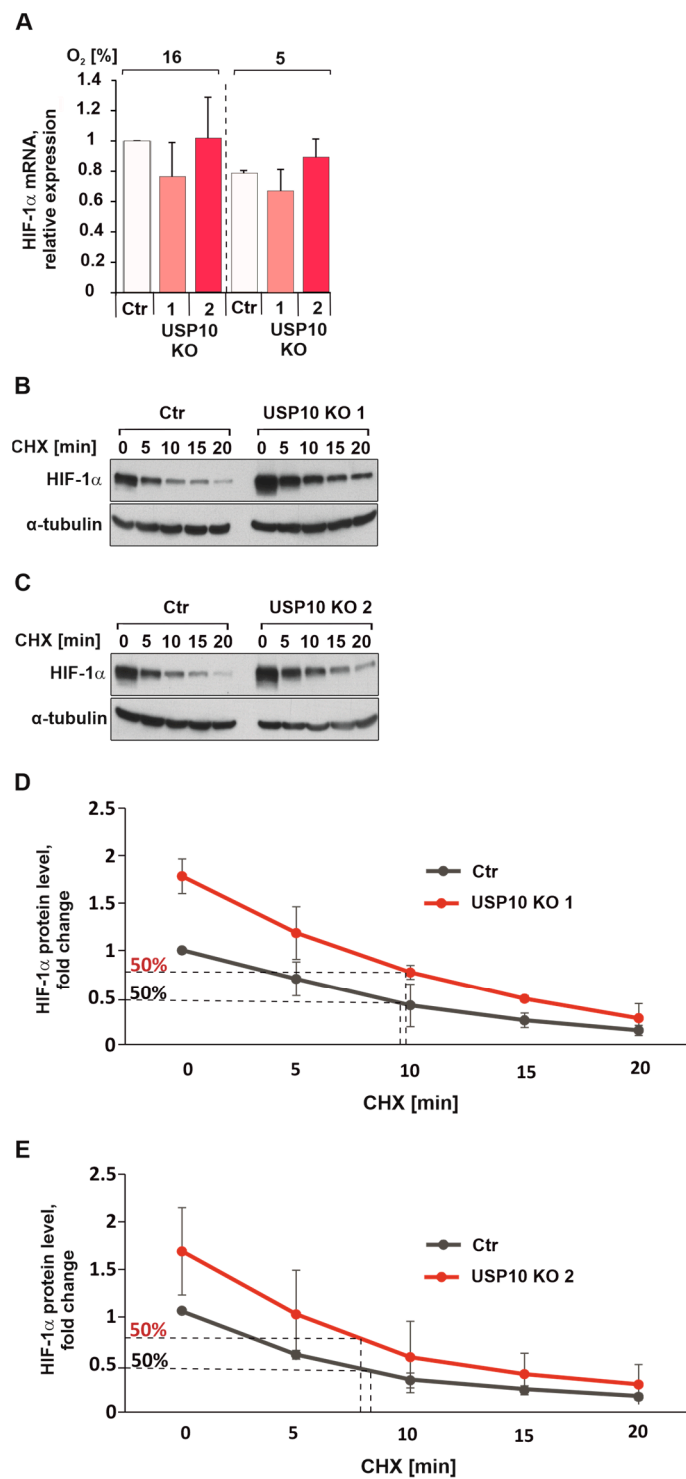 A
O₂ [%]
16
5
1.4
1.2
1
0.8
0.6
0.4
0.2
0
HIF-1α mRNA,
relative expression
Ctr 1 2 Ctr 1 2
USP10 USP10
KO KO
B
Ctr USP10 KO 1
CHX [min] 0 5 10 15 20 0 5 10 15 20
HIF-1α
α-tubulin
C
Ctr USP10 KO 2
CHX [min] 0 5 10 15 20 0 5 10 15 20
HIF-1α
α-tubulin
D
2.5
2
1.5
1
0.5
0
HIF-1α protein level,
fold change
50%
50%
Ctr
USP10 KO 1
0 5 10 15 20
CHX [min]
E
2.5
2
1.5
1
0.5
0
HIF-1α protein level,
fold change
50%
50%
Ctr
USP10 KO 2
0 5 10 15 20
CHX [min]